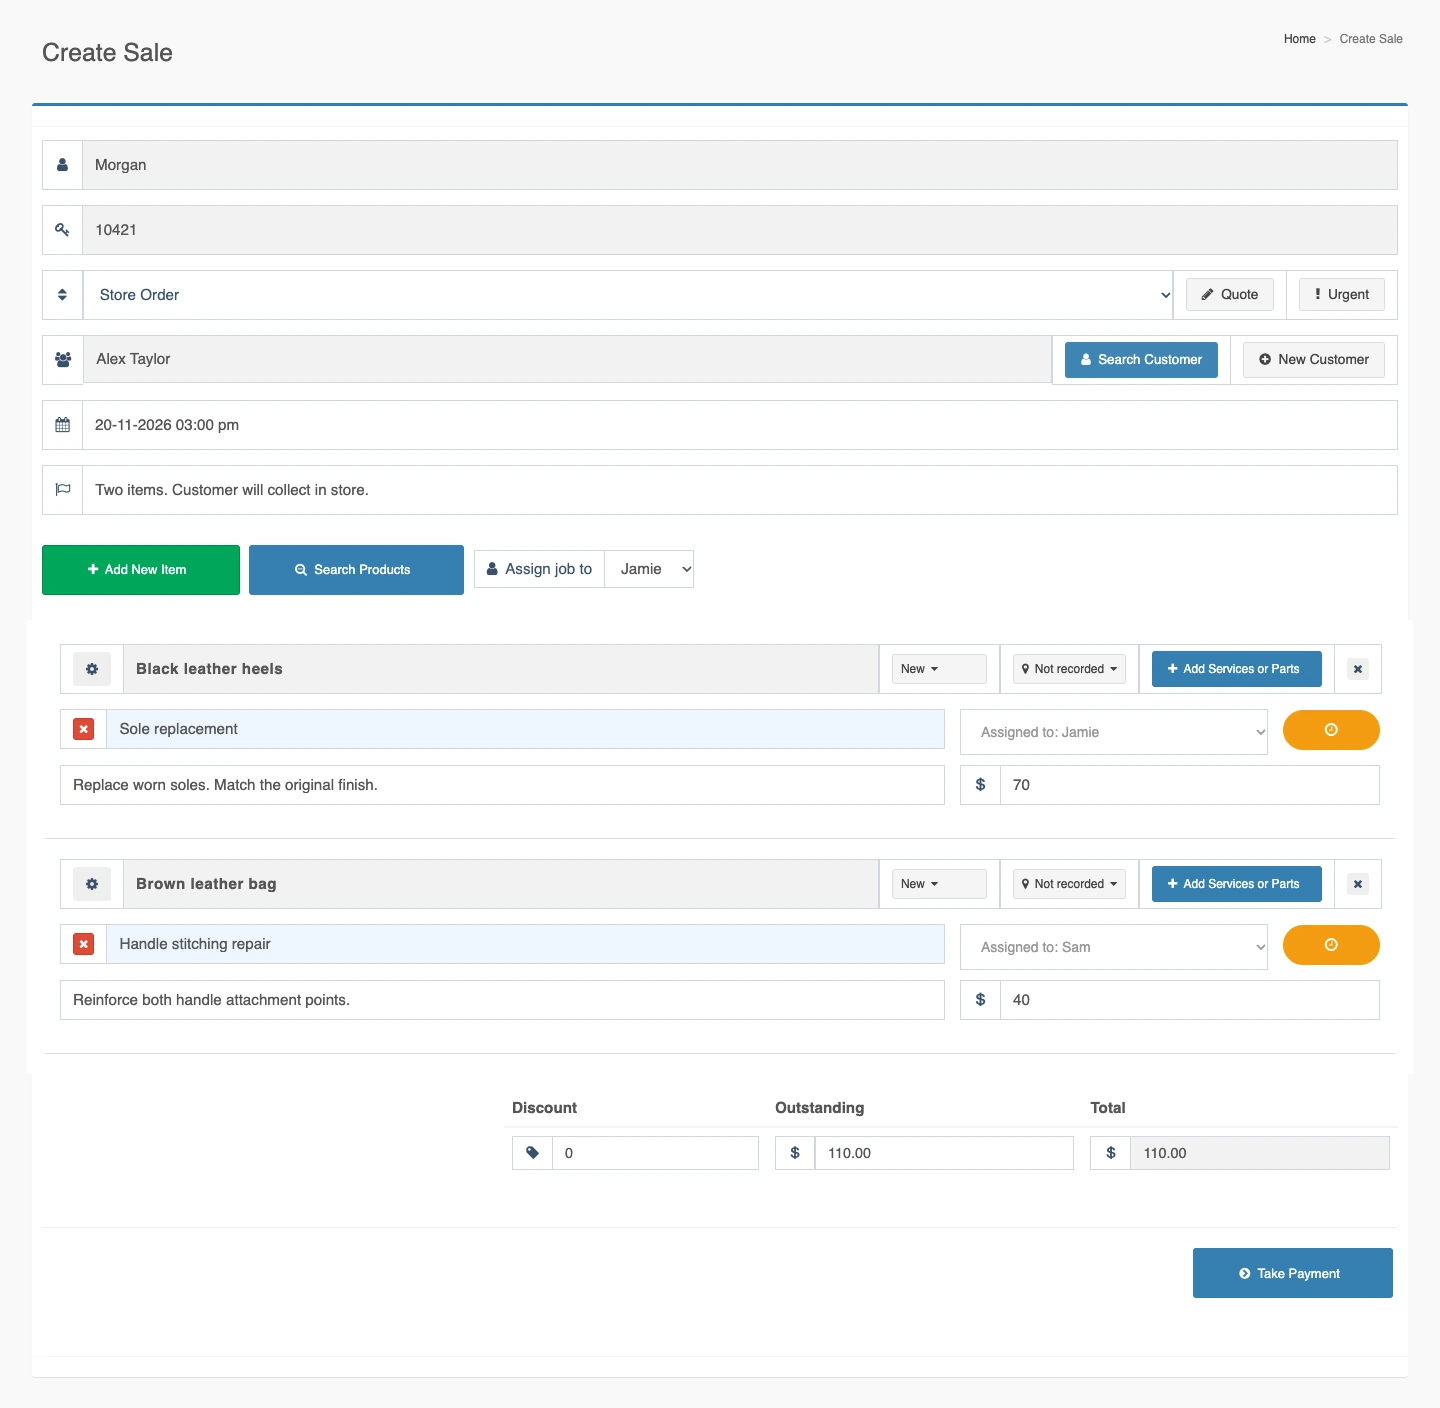 Create Sale
Home > Create Sale
Morgan
10421
Store Order
Quote
! Urgent
Alex Taylor
Search Customer
New Customer
20-11-2026 03:00 pm
Two items. Customer will collect in store.
+ Add New Item
Search Products
Assign job to
Jamie
Black leather heels
New
Not recorded
+ Add Services or Parts
Sole replacement
Assigned to: Jamie
Replace worn soles. Match the original finish.
$ 70
Brown leather bag
New
Not recorded
+ Add Services or Parts
Handle stitching repair
Assigned to: Sam
Reinforce both handle attachment points.
$ 40
Discount
Outstanding
Total
0
$ 110.00
$ 110.00
Take Payment